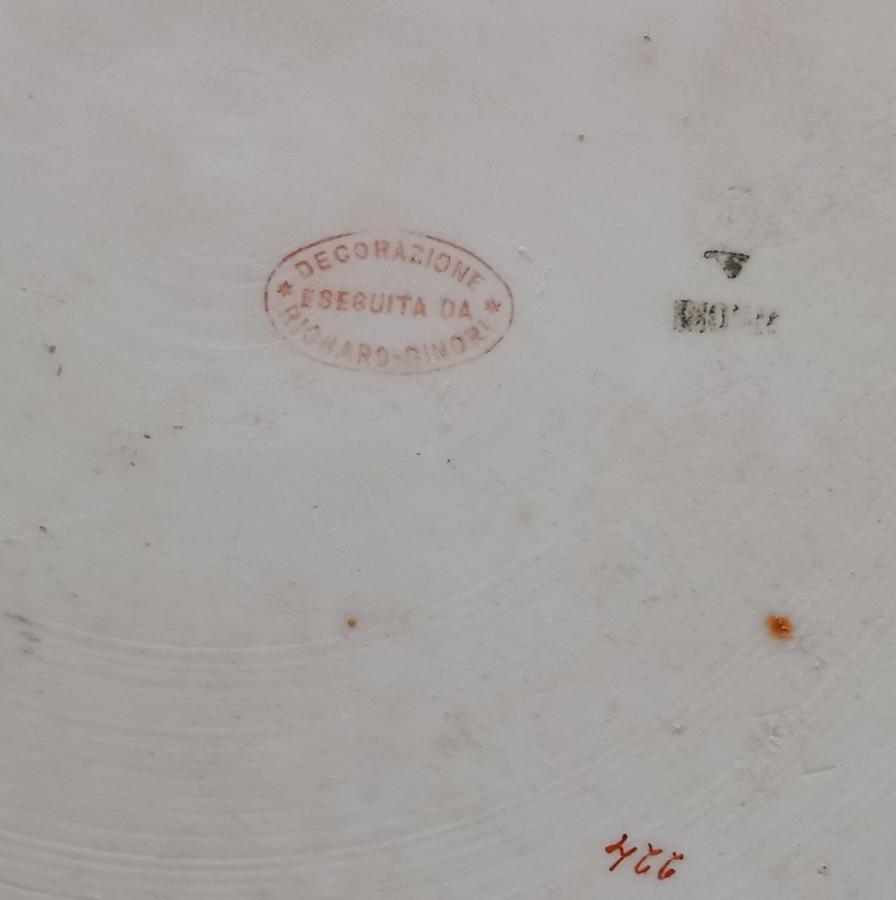 DECORAZIONE
ESEGUITA DA
RICHARD-GINORI
224